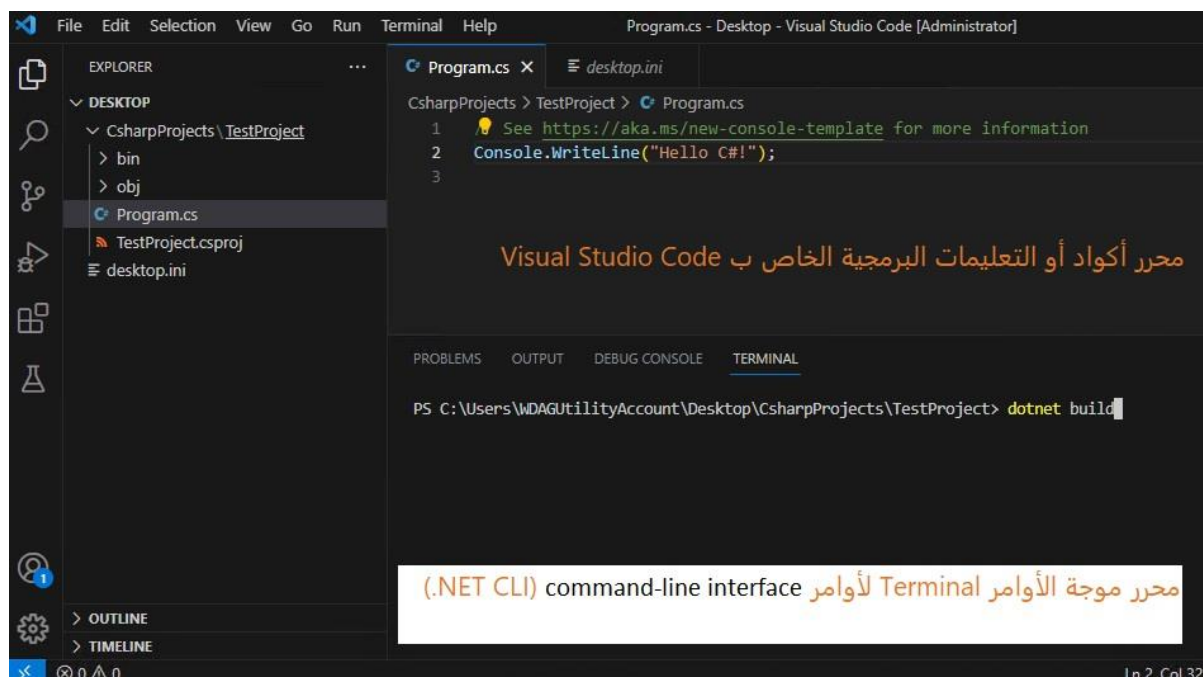 File Edit Selection View Go Run Terminal Help
Program.cs - Desktop - Visual Studio Code [Administrator]
EXPLORER
DESKTOP
CsharpProjects\TestProject
bin
obj
Program.cs
TestProject.csproj
desktop.ini
OUTLINE
TIMELINE
Program.cs
desktop.ini
CsharpProjects > TestProject > Program.cs
1 // See https://aka.ms/new-console-template for more information
2 Console.WriteLine("Hello C#!");
3
محرر أكواد أو التعليمات البرمجية الخاص ب Visual Studio Code
PROBLEMS OUTPUT DEBUG CONSOLE TERMINAL
PS C:\Users\WDAGUtilityAccount\Desktop\CsharpProjects\TestProject> dotnet build
محرر موجة الأوامر Terminal لأوامر command-line interface (.NET CLI)
1
0 0
Ln 2, Col 32